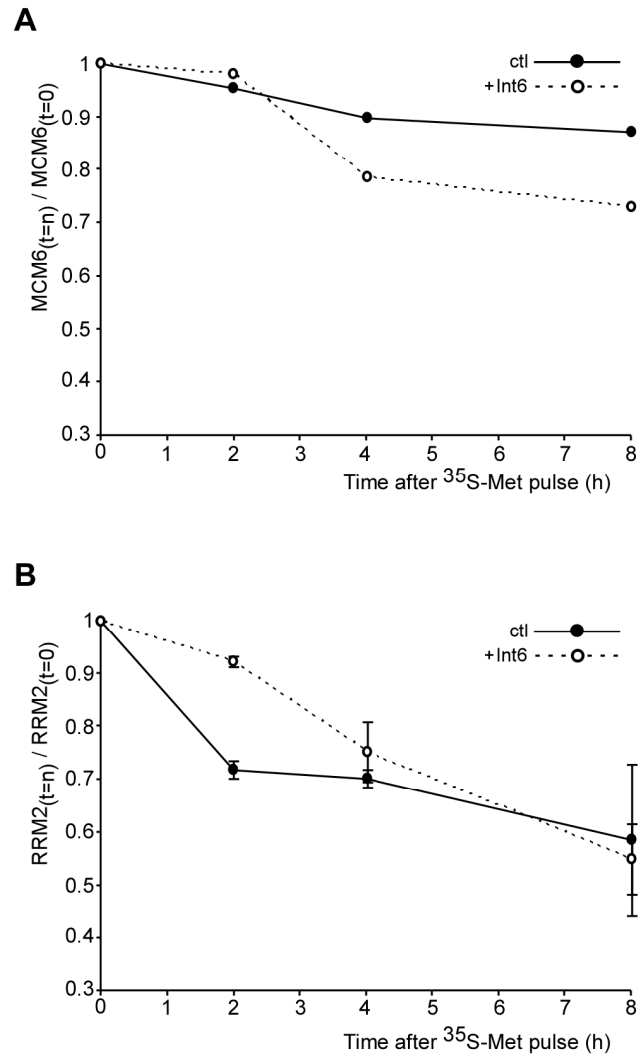 A
ctl
+Int6
MCM6(t=n) / MCM6(t=0)
1
0.9
0.8
0.7
0.6
0.5
0.4
0.3
0 1 2 3 4 5 6 7 8
Time after 35S-Met pulse (h)
B
ctl
+Int6
RRM2(t=n) / RRM2(t=0)
1
0.9
0.8
0.7
0.6
0.5
0.4
0.3
0 1 2 3 4 5 6 7 8
Time after 35S-Met pulse (h)